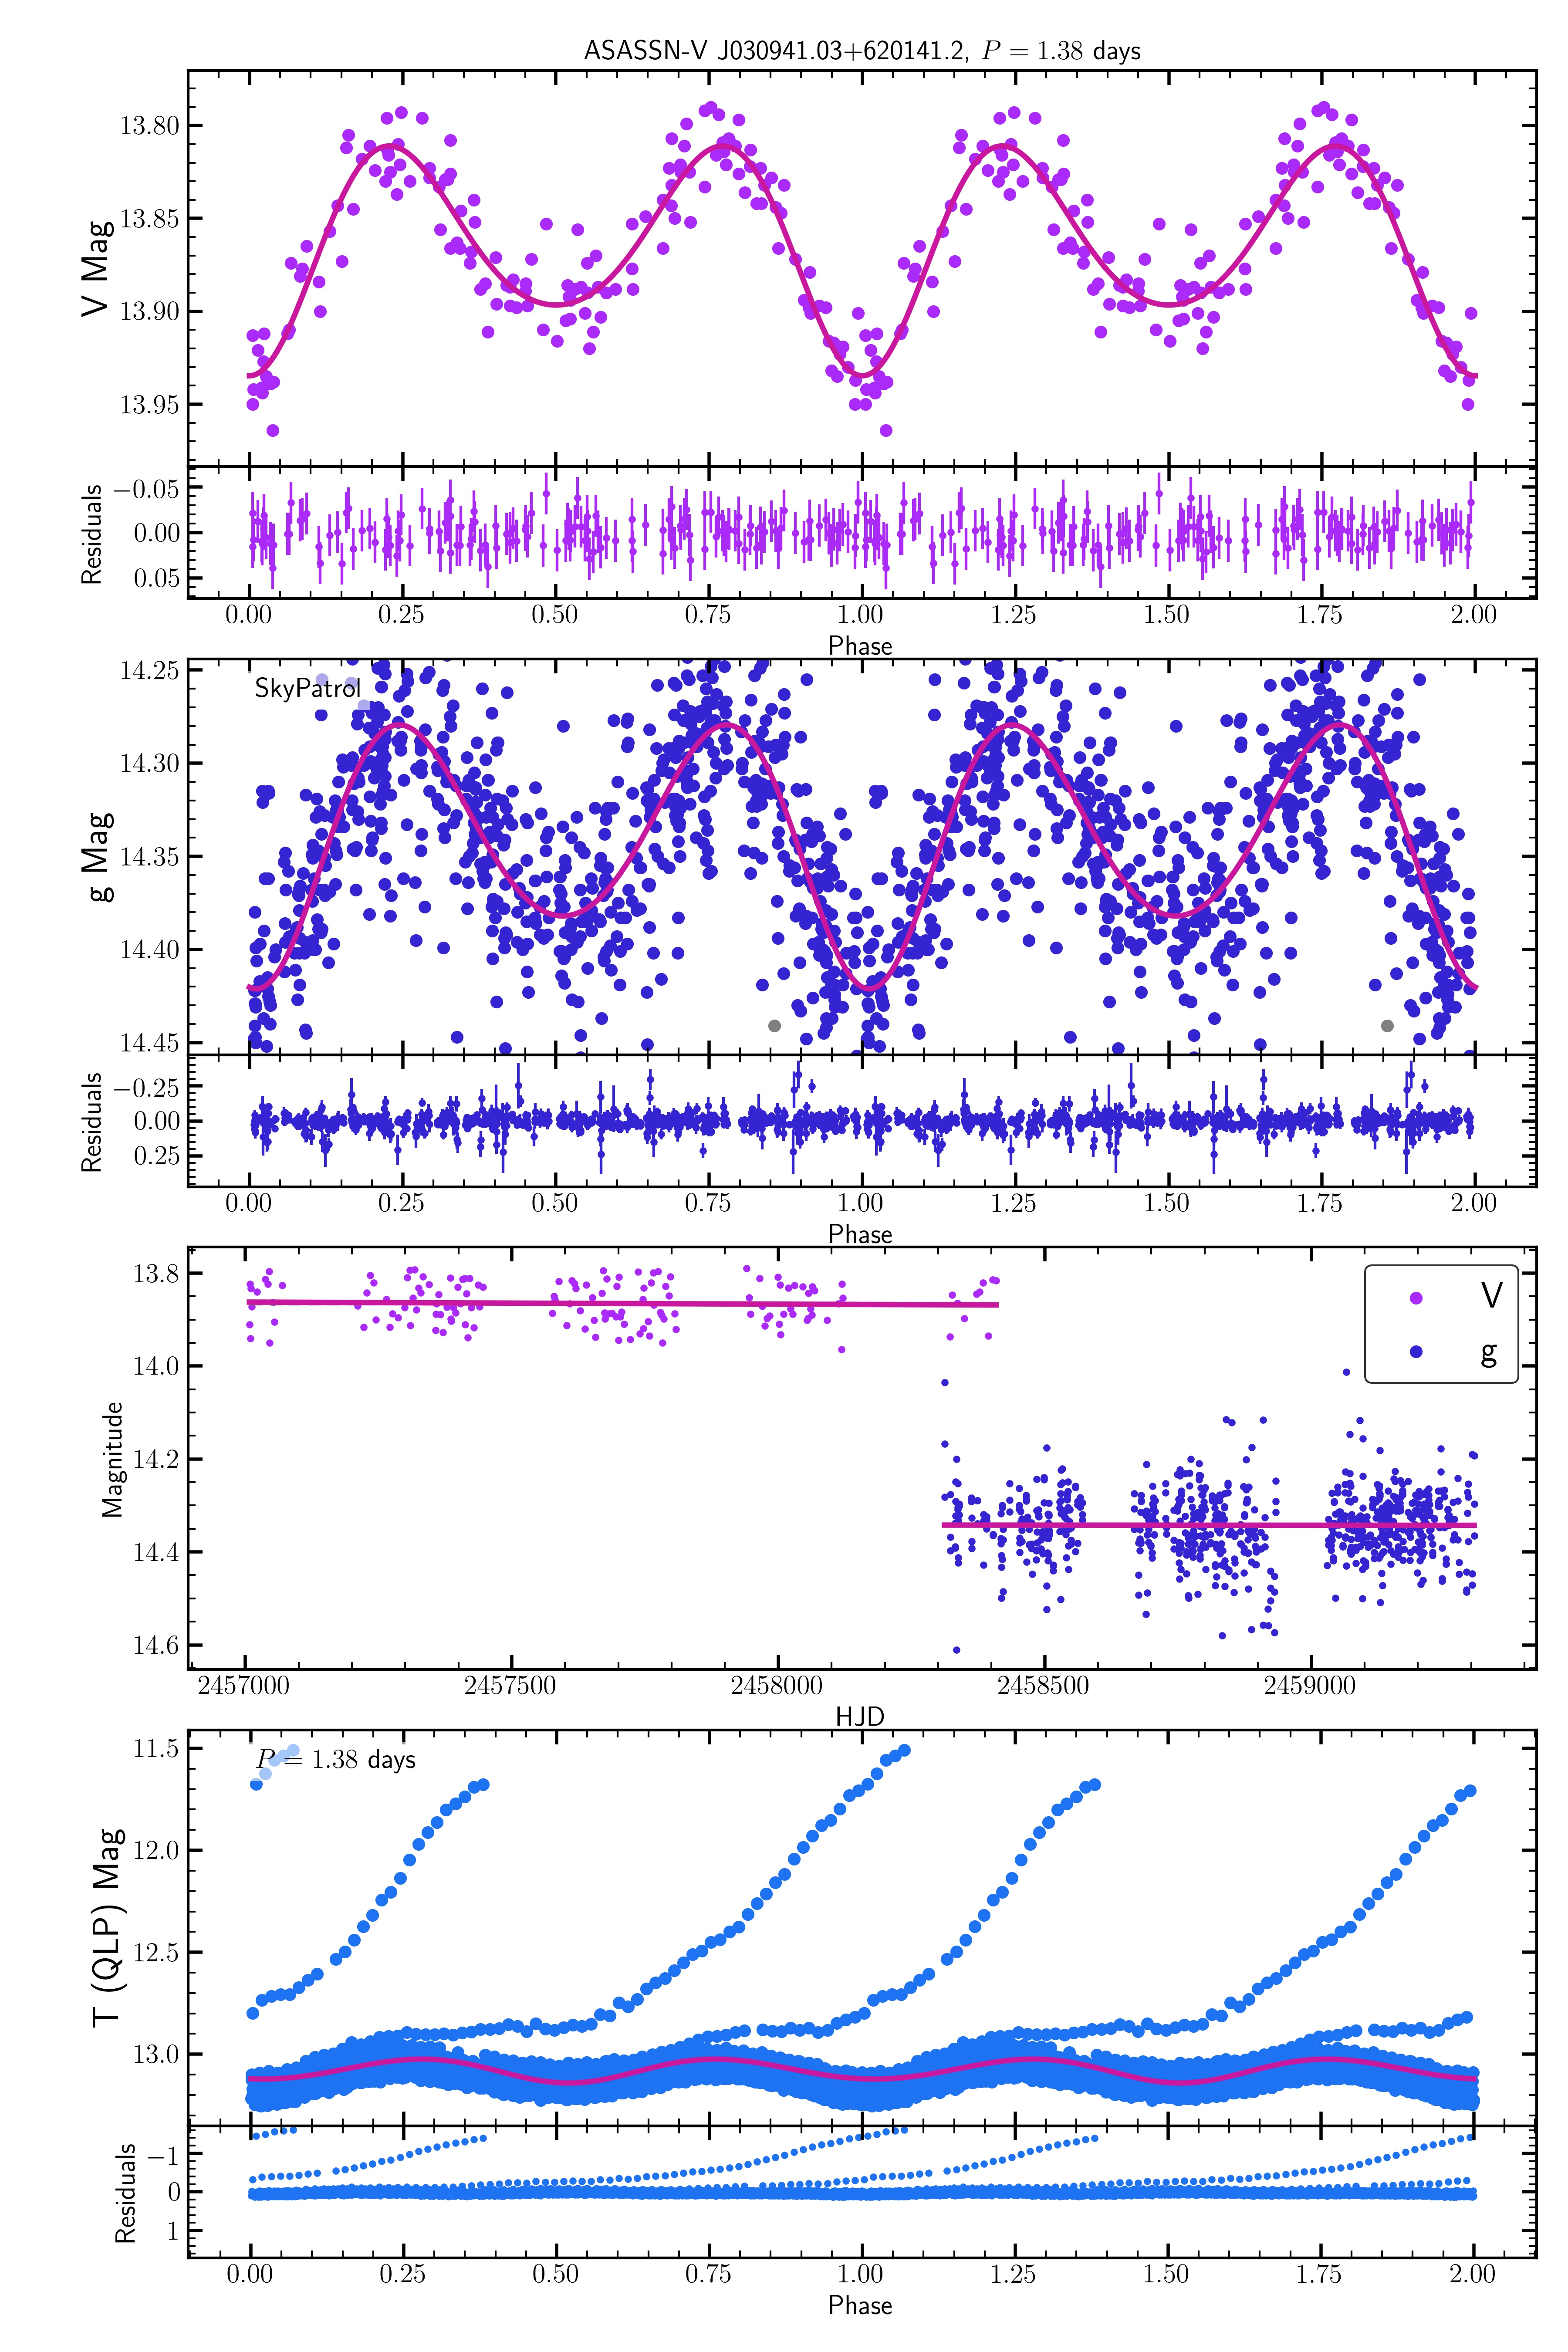 ASASSN-V J030941.03+620141.2, P = 1.38 days
V Mag
13.80
13.85
13.90
13.95
Residuals
−0.05
0.00
0.05
0.00 0.25 0.50 0.75 1.00 1.25 1.50 1.75 2.00
Phase
SkyPatrol
g Mag
14.25
14.30
14.35
14.40
14.45
Residuals
−0.25
0.00
0.25
0.00 0.25 0.50 0.75 1.00 1.25 1.50 1.75 2.00
Phase
V
g
Magnitude
13.8
14.0
14.2
14.4
14.6
2457000 2457500 2458000 2458500 2459000
HJD
P = 1.38 days
T (QLP) Mag
11.5
12.0
12.5
13.0
Residuals
−1
0
1
0.00 0.25 0.50 0.75 1.00 1.25 1.50 1.75 2.00
Phase